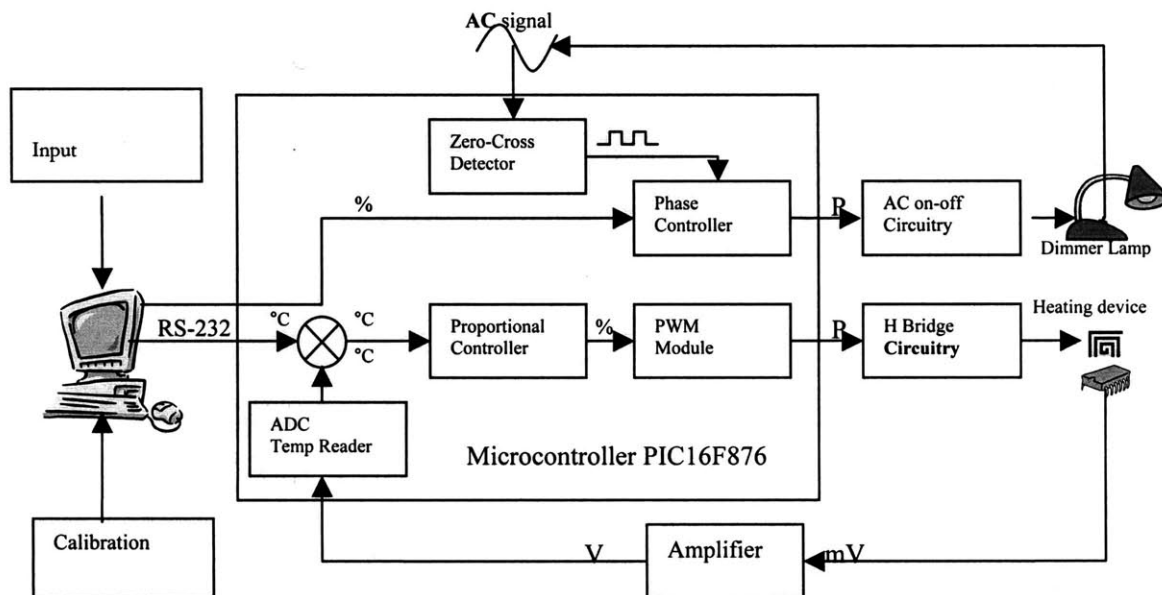 AC signal
Input
Zero-Cross
Detector
%
Phase
Controller
P
AC on-off
Circuitry
Dimmer Lamp
RS-232
°C
°C
°C
Proportional
Controller
%
PWM
Module
P
H Bridge
Circuitry
Heating device
ADC
Temp Reader
Microcontroller PIC16F876
Calibration
V
Amplifier
mV